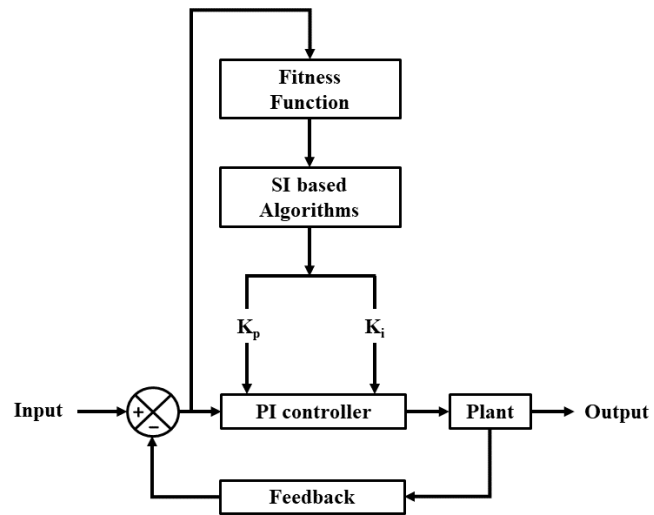 Fitness
Function
SI based
Algorithms
Kp
Ki
Input
+
−
PI controller
Plant
Output
Feedback